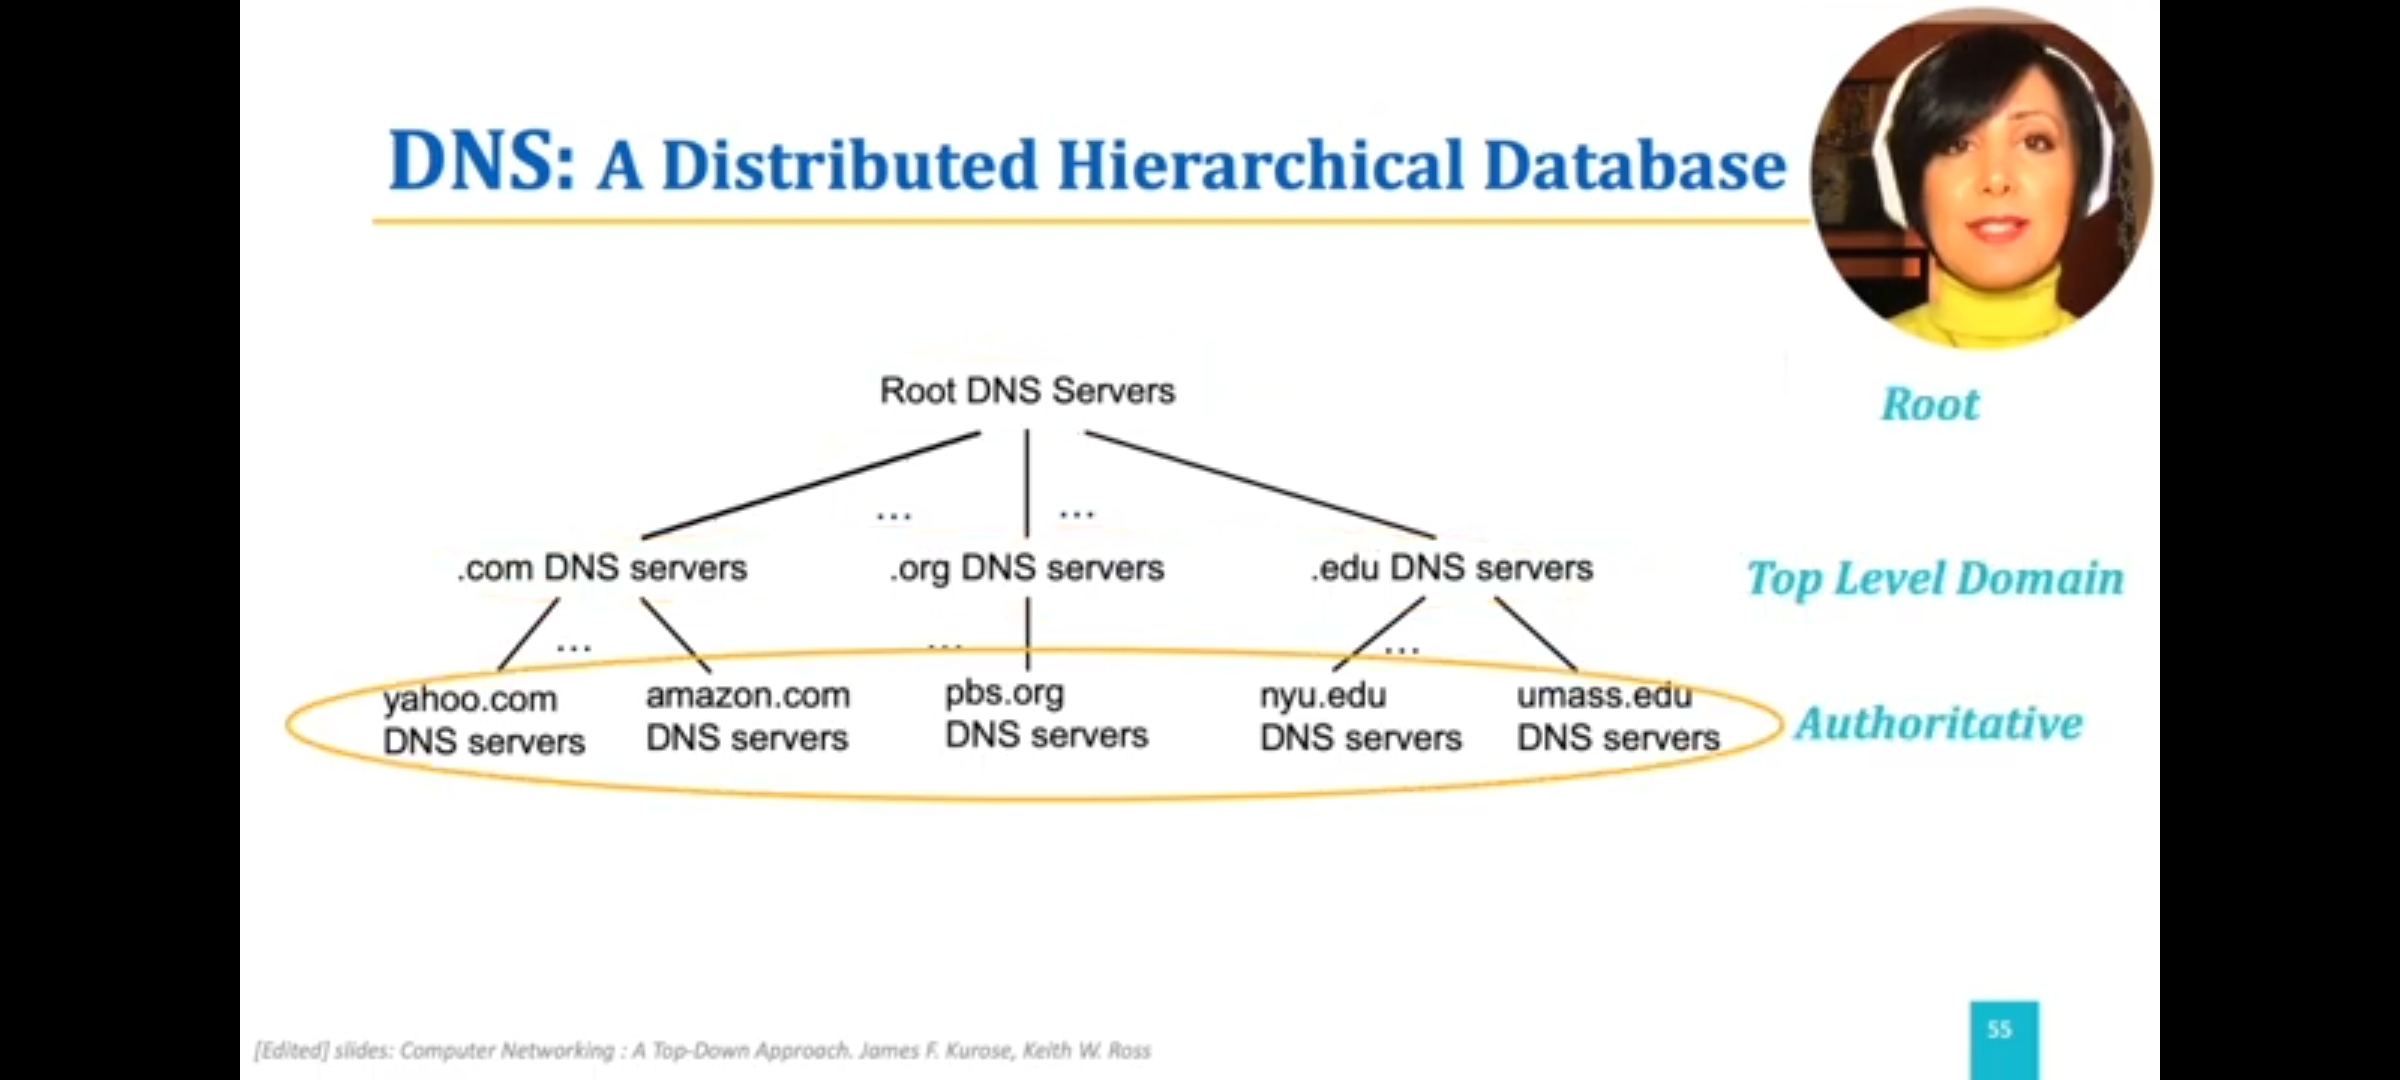 DNS: A Distributed Hierarchical Database
Root DNS Servers
Root
...
...
.com DNS servers
.org DNS servers
.edu DNS servers
Top Level Domain
...
...
...
yahoo.com
DNS servers
amazon.com
DNS servers
pbs.org
DNS servers
nyu.edu
DNS servers
umass.edu
DNS servers
Authoritative
55
[Edited] slides: Computer Networking : A Top-Down Approach. James F. Kurose, Keith W. Ross